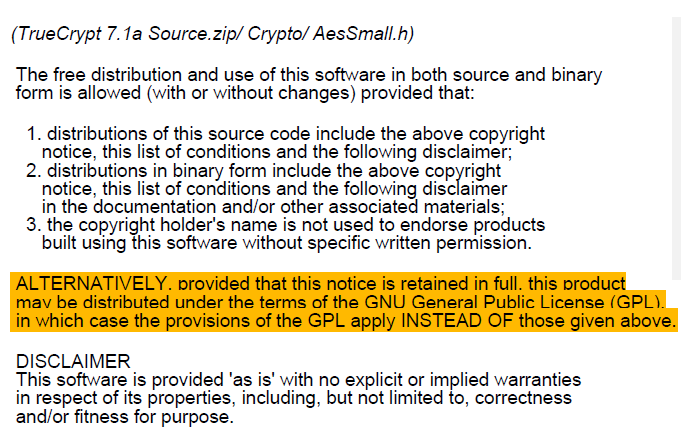 (TrueCrypt 7.1a Source.zip/ Crypto/ AesSmall.h)
The free distribution and use of this software in both source and binary
form is allowed (with or without changes) provided that:
1. distributions of this source code include the above copyright
notice, this list of conditions and the following disclaimer;
2. distributions in binary form include the above copyright
notice, this list of conditions and the following disclaimer
in the documentation and/or other associated materials;
3. the copyright holder's name is not used to endorse products
built using this software without specific written permission.
ALTERNATIVELY, provided that this notice is retained in full, this product
may be distributed under the terms of the GNU General Public License (GPL),
in which case the provisions of the GPL apply INSTEAD OF those given above.
DISCLAIMER
This software is provided 'as is' with no explicit or implied warranties
in respect of its properties, including, but not limited to, correctness
and/or fitness for purpose.